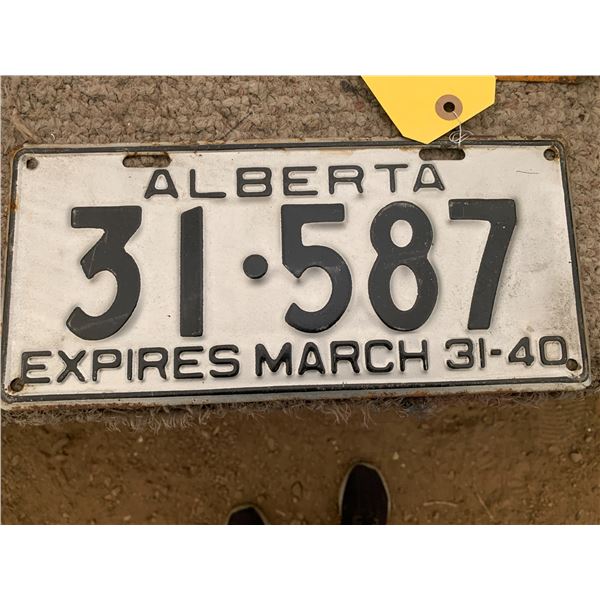 ALBERTA
31·587
EXPIRES MARCH 31-40